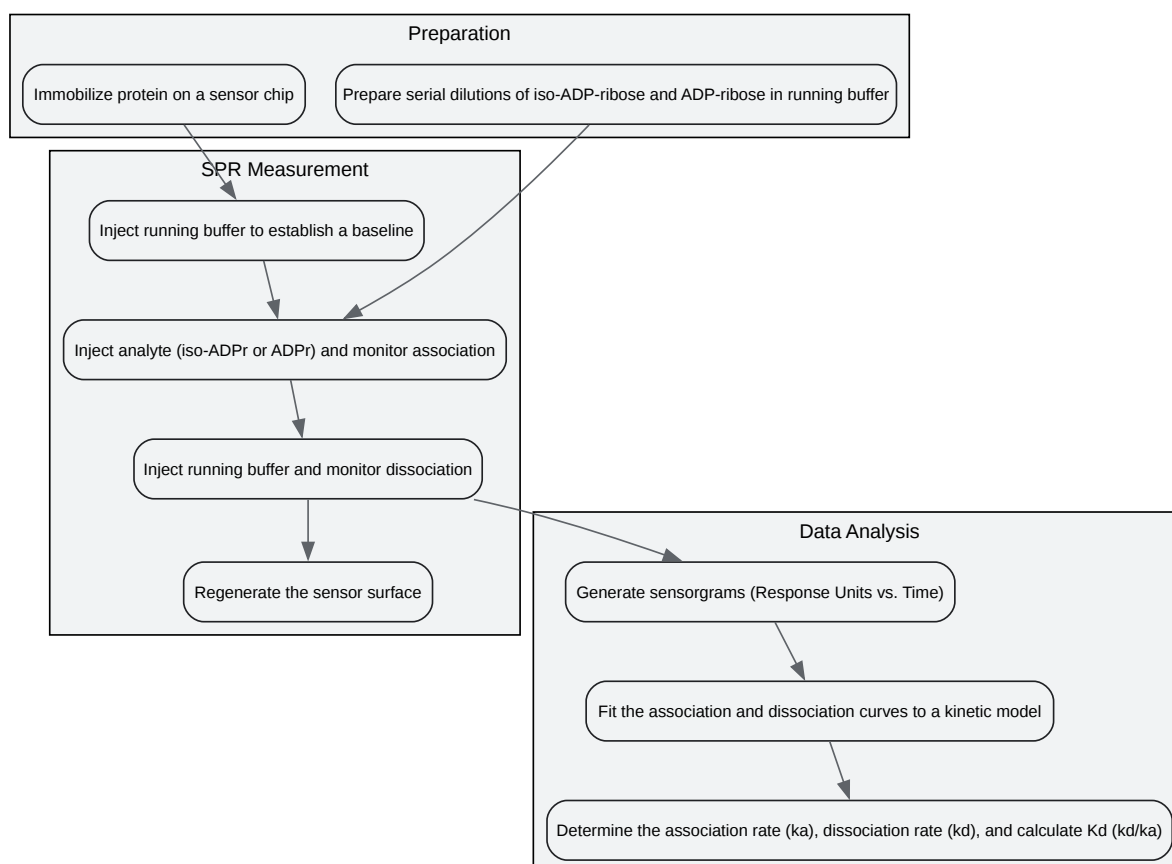 Preparation
Immobilize protein on a sensor chip
Prepare serial dilutions of iso-ADP-ribose and ADP-ribose in running buffer
SPR Measurement
Inject running buffer to establish a baseline
Inject analyte (iso-ADPr or ADPr) and monitor association
Inject running buffer and monitor dissociation
Regenerate the sensor surface
Data Analysis
Generate sensorgrams (Response Units vs. Time)
Fit the association and dissociation curves to a kinetic model
Determine the association rate (ka), dissociation rate (kd), and calculate Kd (kd/ka)